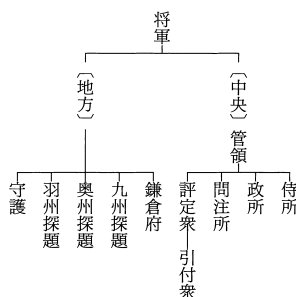 将軍
〔中央〕管領
侍所
政所
問注所
評定衆
引付衆
〔地方〕
鎌倉府
九州探題
奥州探題
羽州探題
守護